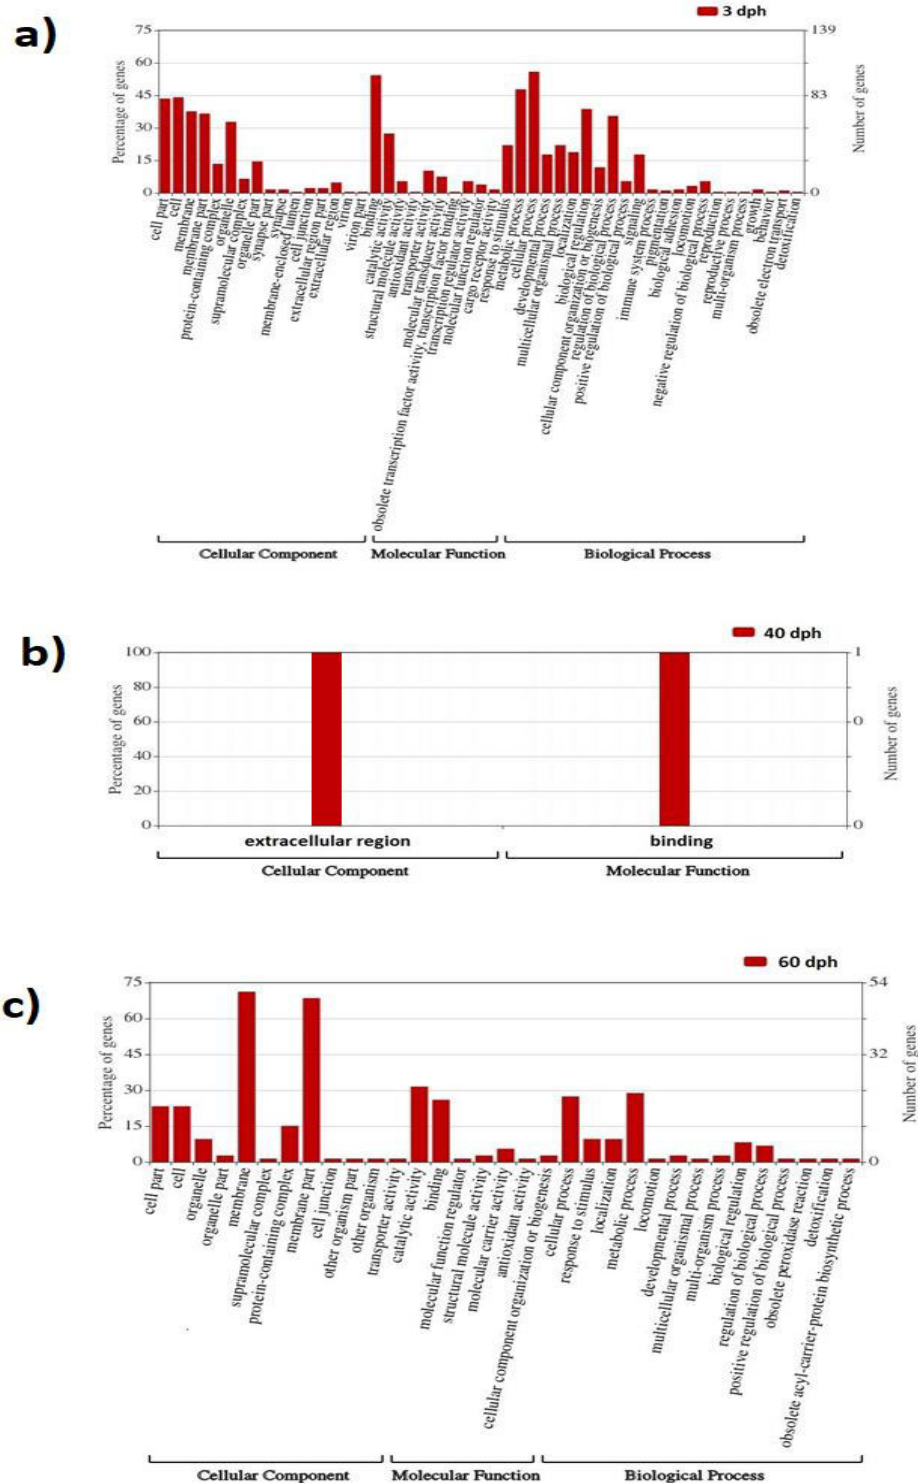 a)
3 dph
75
60
45
30
15
0
139
83
0
Percentage of genes
Number of genes
cell part
cell
membrane
membrane part
protein-containing complex
organelle
supramolecular complex
organelle part
synapse part
synapse
membrane-enclosed lumen
cell junction
extracellular region part
extracellular region
virion
virion part
binding
catalytic activity
structural molecule activity
antioxidant activity
transporter activity
molecular transducer activity
obsolete transcription factor activity, transcription factor binding
transcription regulator activity
molecular function regulator
cargo receptor activity
response to stimulus
metabolic process
cellular process
developmental process
multicellular organismal process
localization
biological regulation
cellular component organization or biogenesis
regulation of biological process
positive regulation of biological process
signaling
immune system process
pigmentation
biological adhesion
locomotion
negative regulation of biological process
reproduction
reproductive process
multi-organism process
growth
behavior
obsolete electron transport
detoxification
Cellular Component
Molecular Function
Biological Process
b)
40 dph
100
80
60
40
20
0
1
0
0
Percentage of genes
Number of genes
extracellular region
binding
Cellular Component
Molecular Function
c)
60 dph
75
60
45
30
15
0
54
32
0
Percentage of genes
Number of genes
cell part
cell
organelle
organelle part
membrane
supramolecular complex
protein-containing complex
membrane part
cell junction
other organism part
other organism
transporter activity
catalytic activity
binding
molecular function regulator
structural molecule activity
molecular carrier activity
antioxidant activity
cellular component organization or biogenesis
cellular process
response to stimulus
localization
metabolic process
locomotion
developmental process
multicellular organismal process
multi-organism process
biological regulation
regulation of biological process
positive regulation of biological process
obsolete peroxidase reaction
detoxification
obsolete acyl-carrier-protein biosynthetic process
Cellular Component
Molecular Function
Biological Process